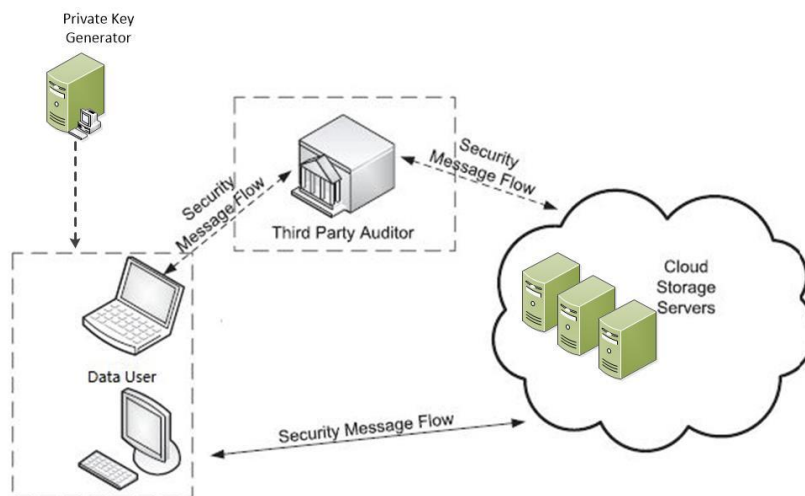 Private Key
Generator
Security
Message Flow
Third Party Auditor
Security
Message Flow
Cloud
Storage
Servers
Data User
Security Message Flow